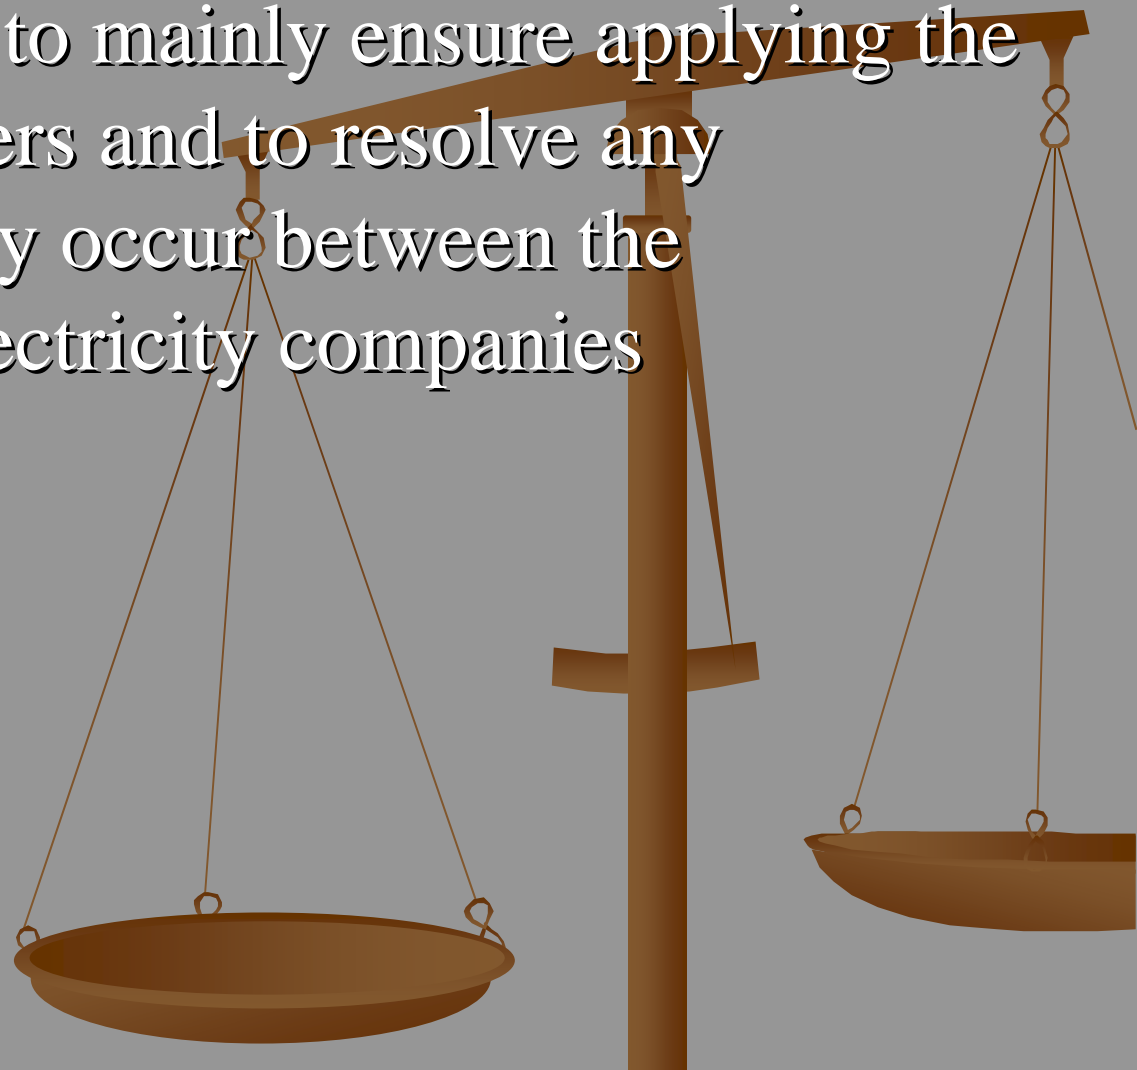 to mainly ensure applying the
ers and to resolve any
y occur between the
ectricity companies